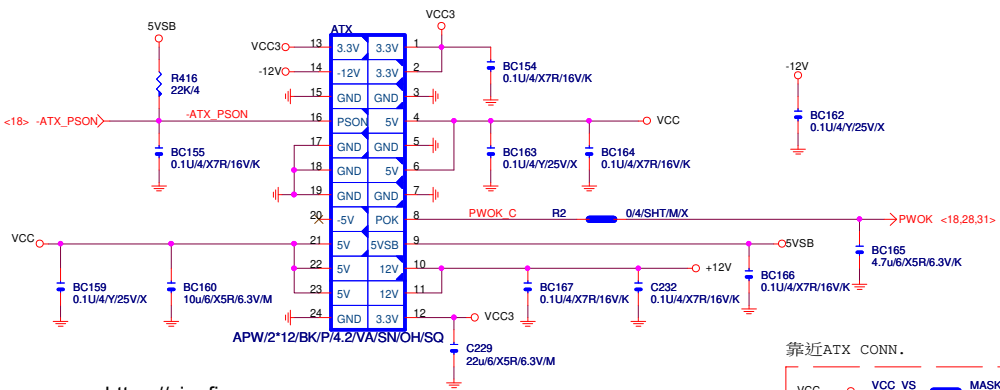 VCC3
5VSB
ATX
VCC3 13 3.3V 3.3V 1
-12V 14 -12V 3.3V 2
BC154
0.1U/4/X7R/16V/K
-12V
R416
22K/4
15 GND GND 3
BC162
0.1U/4/Y/25V/X
<18> -ATX_PSON -ATX_PSON 16 PSON 5V 4 VCC
17 GND GND 5
BC155
0.1U/4/X7R/16V/K
BC163
0.1U/4/Y/25V/X
BC164
0.1U/4/X7R/16V/K
18 GND 5V 6
19 GND GND 7
20 -5V POK 8 PWOK_C R2 0/4/SHT/M/X PWOK <18,28,31>
VCC 21 5V 5VSB 9 5VSB
BC165
4.7u/6/X5R/6.3V/K
22 5V 12V 10 +12V
BC159
0.1U/4/Y/25V/X
BC160
10u/6/X5R/6.3V/M
BC167
0.1U/4/X7R/16V/K
C232
0.1U/4/X7R/16V/K
BC166
0.1U/4/X7R/16V/K
23 5V 12V 11
24 GND 3.3V 12 VCC3
APW/2*12/BK/P/4.2/VA/SN/OH/SQ
C229
22u/6/X5R/6.3V/M
靠近ATX CONN.
VCC VCC_VS MASK